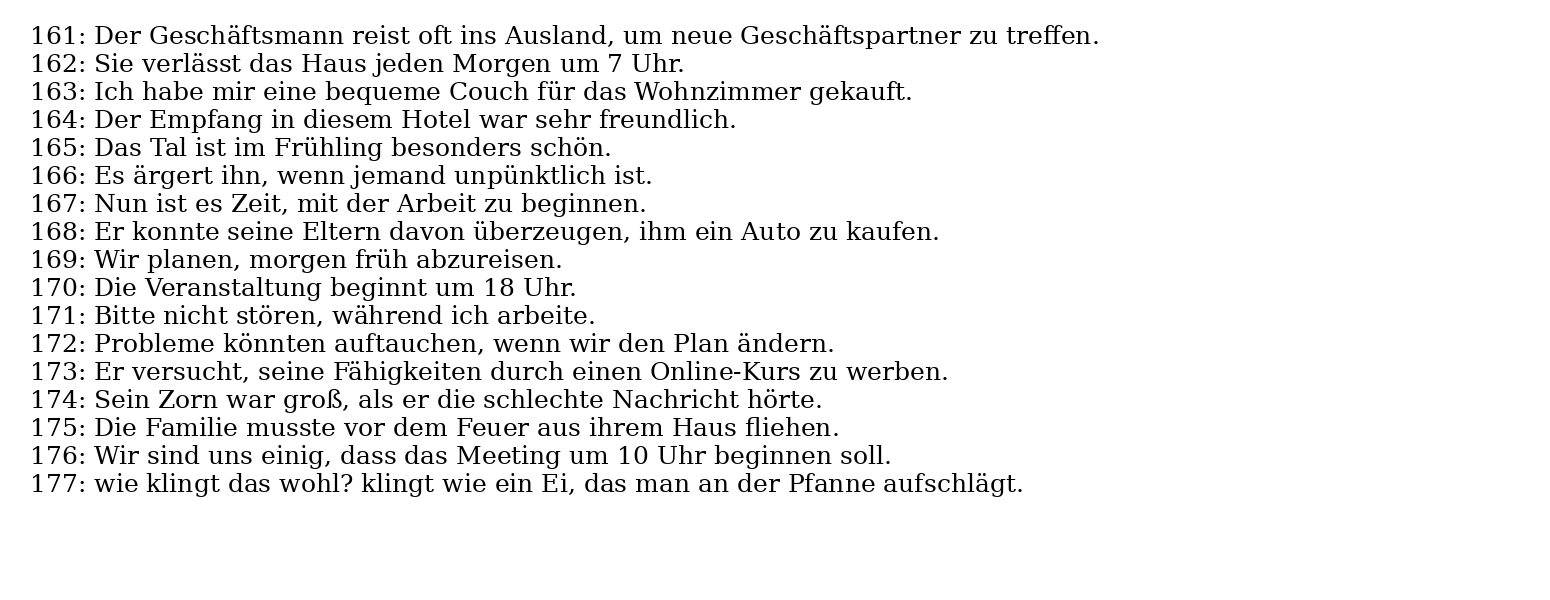 161: Der Geschäftsmann reist oft ins Ausland, um neue Geschäftspartner zu treffen.
162: Sie verlässt das Haus jeden Morgen um 7 Uhr.
163: Ich habe mir eine bequeme Couch für das Wohnzimmer gekauft.
164: Der Empfang in diesem Hotel war sehr freundlich.
165: Das Tal ist im Frühling besonders schön.
166: Es ärgert ihn, wenn jemand unpünktlich ist.
167: Nun ist es Zeit, mit der Arbeit zu beginnen.
168: Er konnte seine Eltern davon überzeugen, ihm ein Auto zu kaufen.
169: Wir planen, morgen früh abzureisen.
170: Die Veranstaltung beginnt um 18 Uhr.
171: Bitte nicht stören, während ich arbeite.
172: Probleme könnten auftauchen, wenn wir den Plan ändern.
173: Er versucht, seine Fähigkeiten durch einen Online-Kurs zu werben.
174: Sein Zorn war groß, als er die schlechte Nachricht hörte.
175: Die Familie musste vor dem Feuer aus ihrem Haus fliehen.
176: Wir sind uns einig, dass das Meeting um 10 Uhr beginnen soll.
177: wie klingt das wohl? klingt wie ein Ei, das man an der Pfanne aufschlägt.